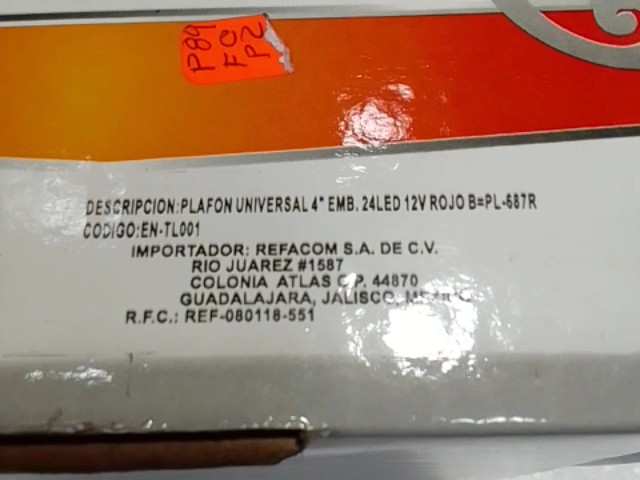 P89
FO
PZ
DESCRIPCION:PLAFON UNIVERSAL 4" EMB. 24LED 12V ROJO B=PL-687R
CODIGO:EN-TL001
IMPORTADOR: REFACOM S.A. DE C.V.
RIO JUAREZ #1587
COLONIA ATLAS C.P. 44870
GUADALAJARA, JALISCO, MEXICO
R.F.C.: REF-080118-551